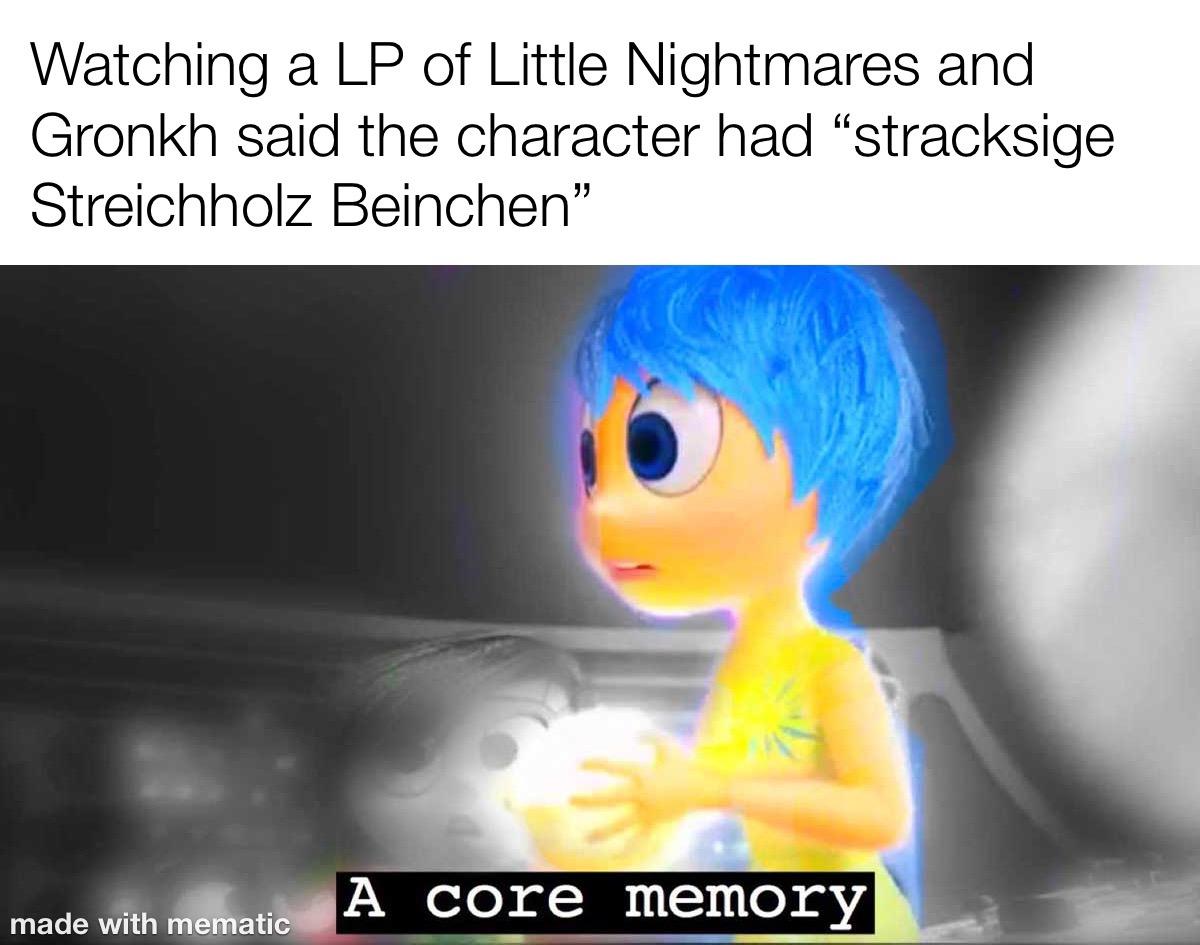 Watching a LP of Little Nightmares and
Gronkh said the character had “stracksige
Streichholz Beinchen”
A core memory
made with mematic